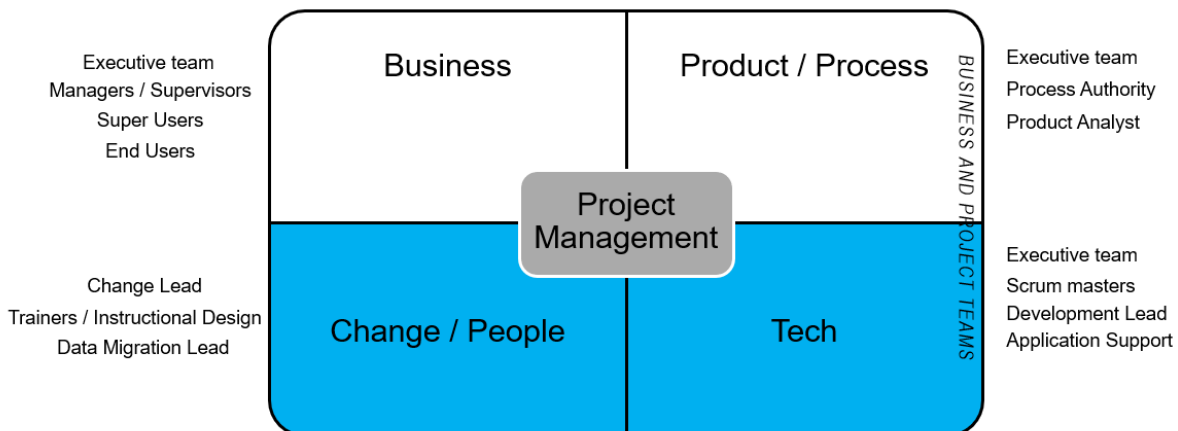 Executive team
Managers / Supervisors
Super Users
End Users
Business
Product / Process
Executive team
Process Authority
Product Analyst
BUSINESS AND PROJECT TEAMS
Project
Management
Change Lead
Trainers / Instructional Design
Data Migration Lead
Change / People
Tech
Executive team
Scrum masters
Development Lead
Application Support